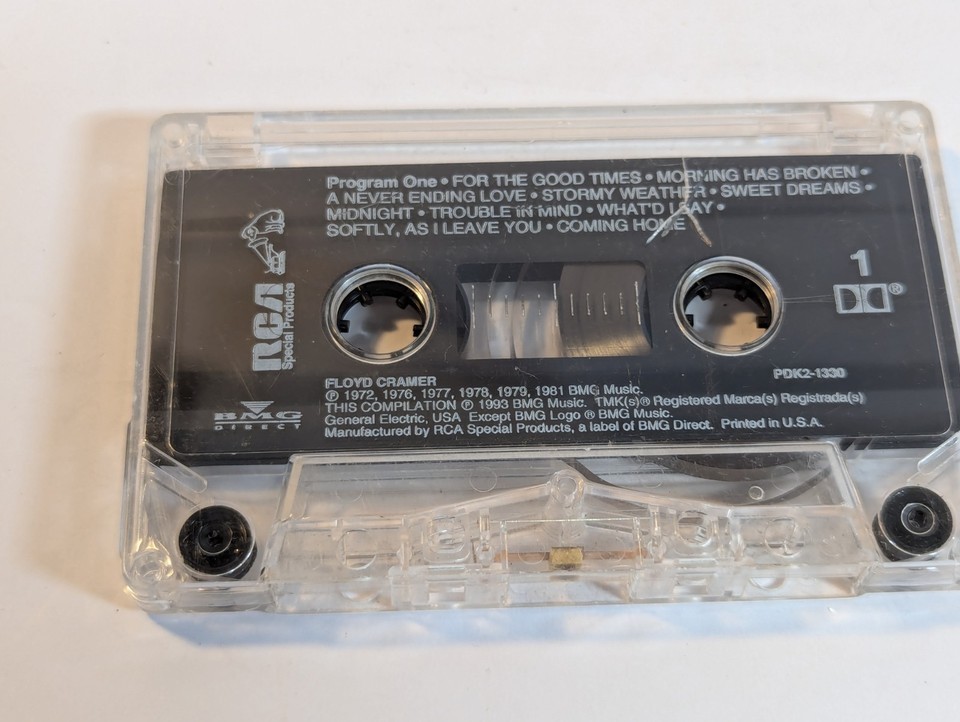 Program One • FOR THE GOOD TIMES • MORNING HAS BROKEN •
A NEVER ENDING LOVE • STORMY WEATHER • SWEET DREAMS •
MIDNIGHT • TROUBLE IN MIND • WHAT'D I SAY •
SOFTLY, AS I LEAVE YOU • COMING HOME
RCA
Special Products
1
®
PDK2-1330
FLOYD CRAMER
℗ 1972, 1976, 1977, 1978, 1979, 1981 BMG Music.
THIS COMPILATION ℗ 1993 BMG Music. TMK(s)® Registered Marca(s) Registrada(s)
General Electric, USA Except BMG Logo ® BMG Music.
Manufactured by RCA Special Products, a label of BMG Direct. Printed in U.S.A.
BMG
DIRECT